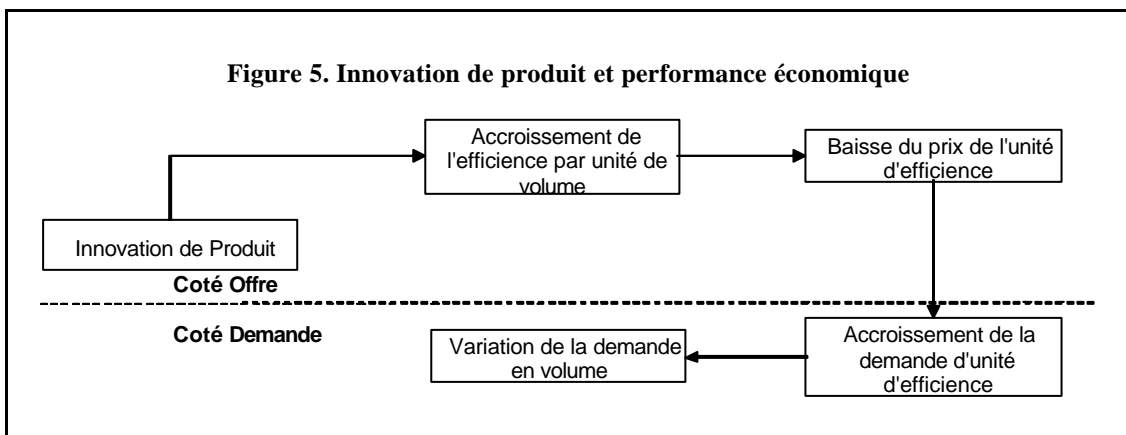 Figure 5. Innovation de produit et performance économique
Accroissement de
l'efficience par unité de
volume
Baisse du prix de l'unité
d'efficience
Innovation de Produit
Coté Offre
Coté Demande
Variation de la demande
en volume
Accroissement de la
demande d'unité
d'efficience